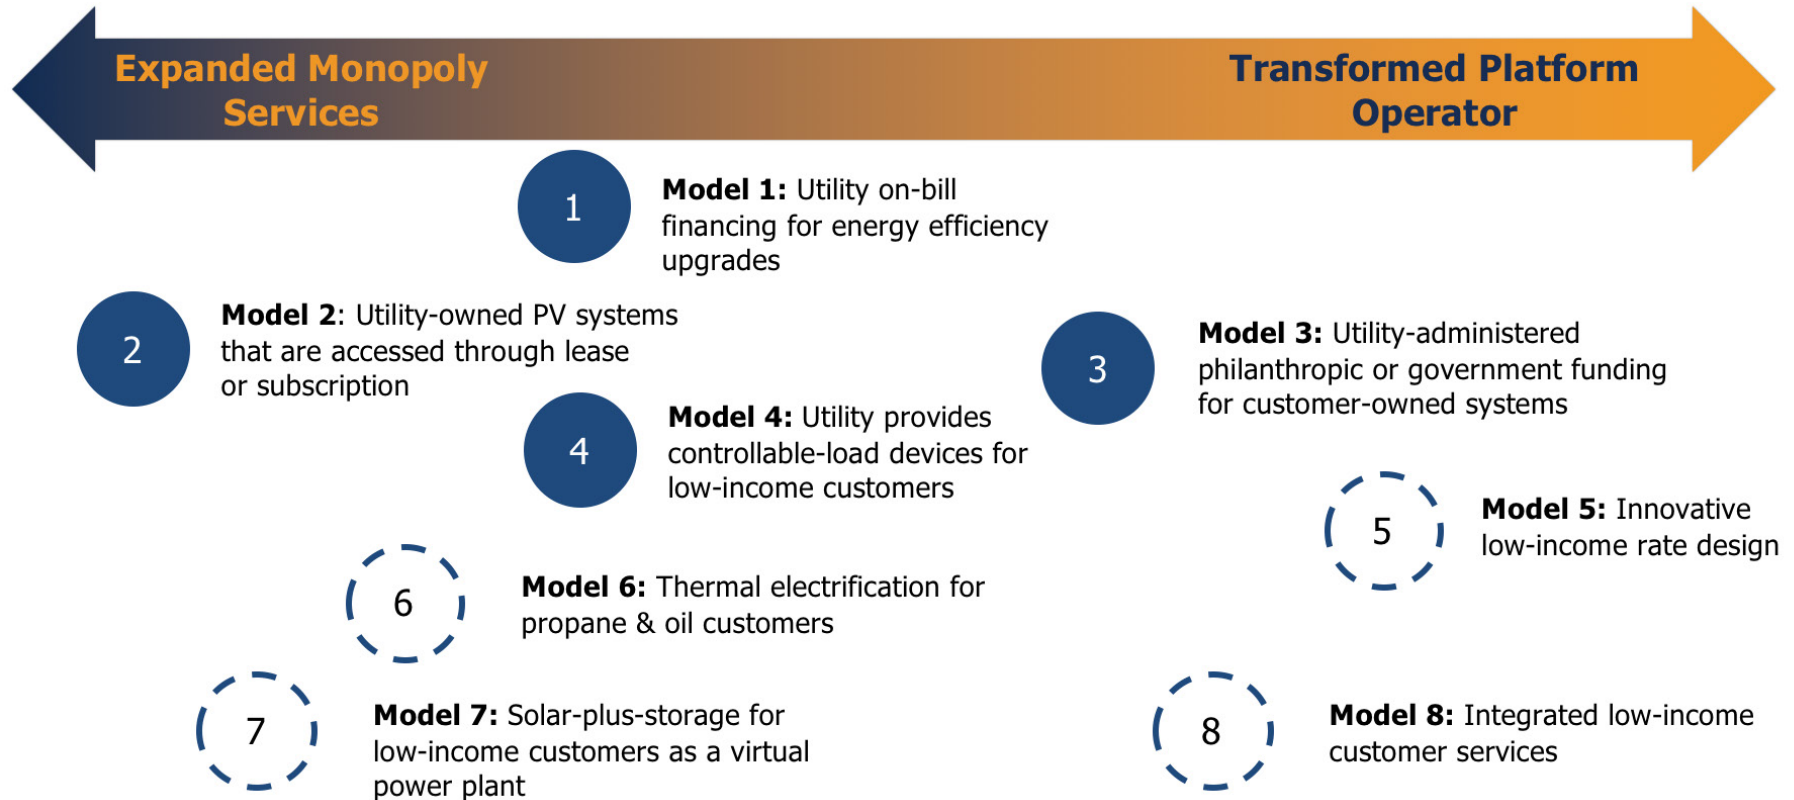 Expanded Monopoly
Services
Transformed Platform
Operator
1
Model 1: Utility on-bill
financing for energy efficiency
upgrades
2
Model 2: Utility-owned PV systems
that are accessed through lease
or subscription
3
Model 3: Utility-administered
philanthropic or government funding
for customer-owned systems
4
Model 4: Utility provides
controllable-load devices for
low-income customers
5
Model 5: Innovative
low-income rate design
6
Model 6: Thermal electrification for
propane & oil customers
7
Model 7: Solar-plus-storage for
low-income customers as a virtual
power plant
8
Model 8: Integrated low-income
customer services